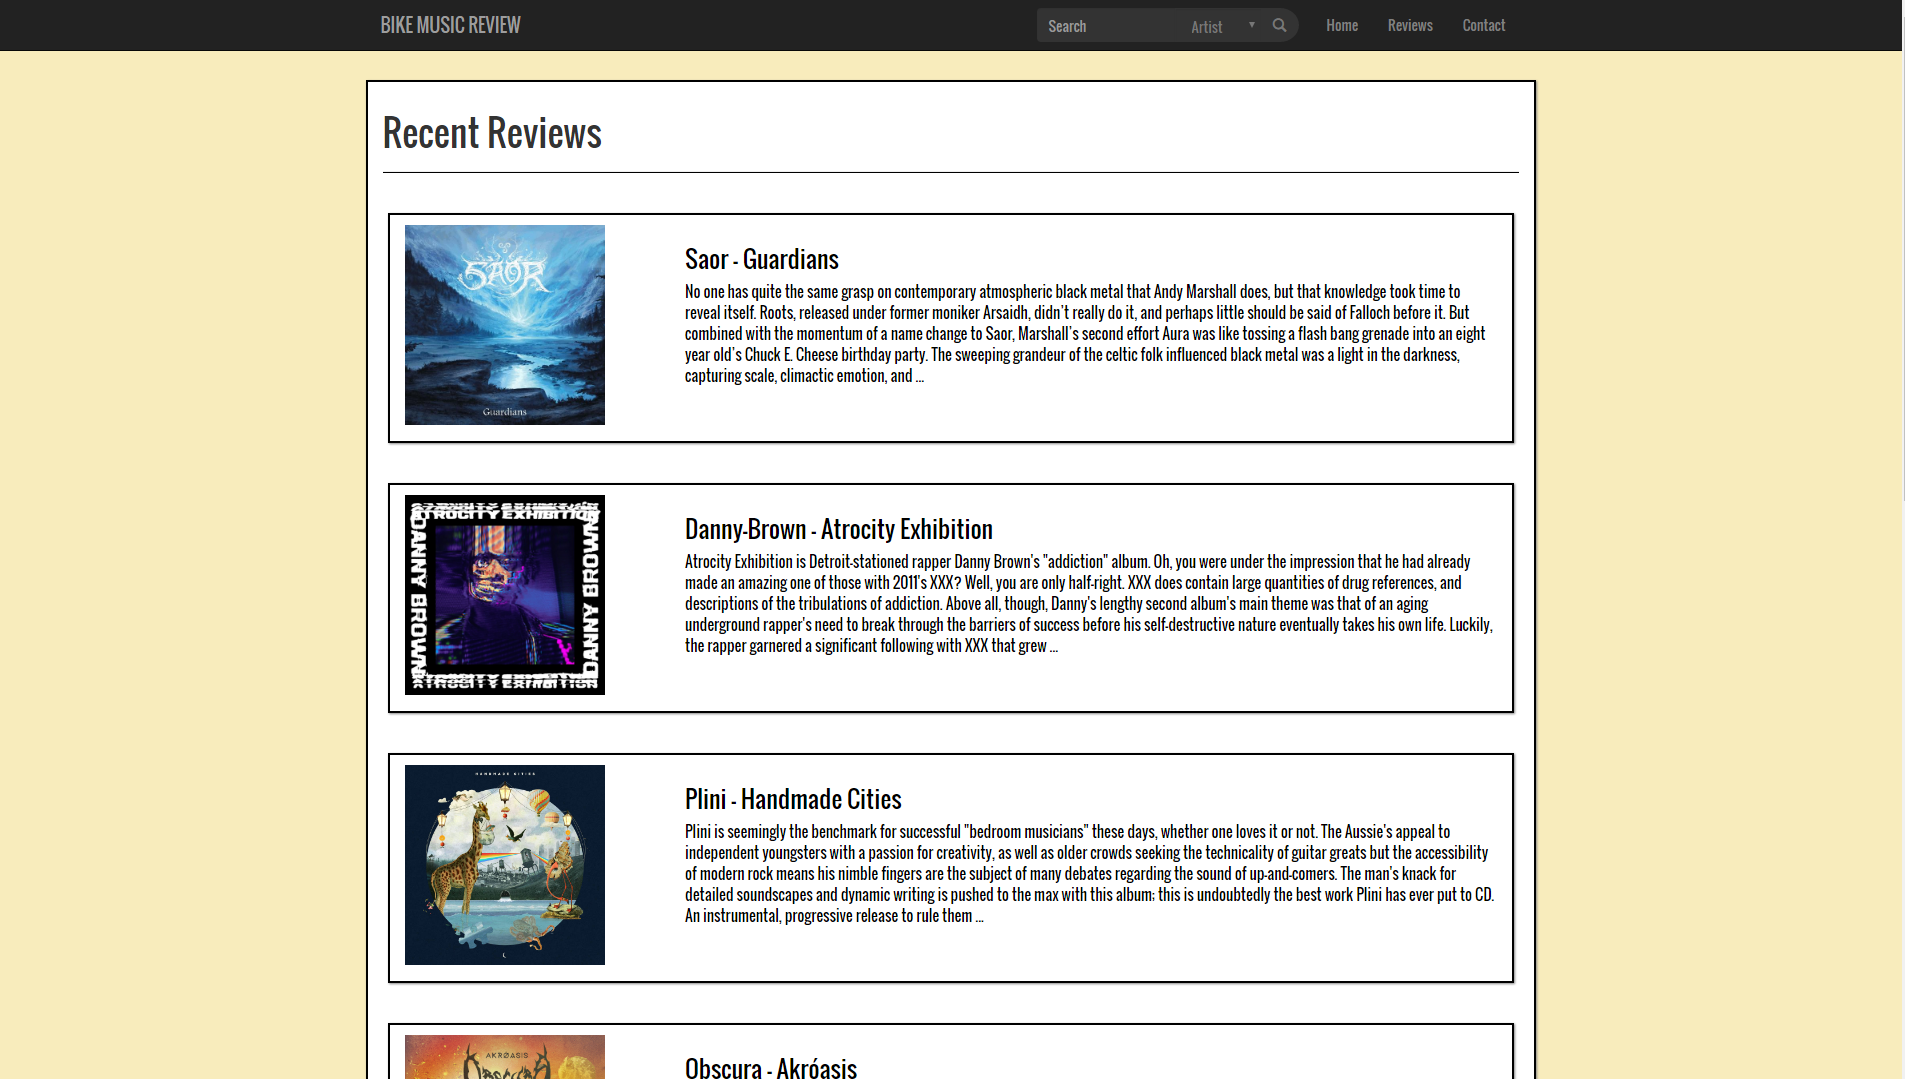 BIKE MUSIC REVIEW
Search
Artist
Home
Reviews
Contact
Recent Reviews
SAOR
Guardians
Saor - Guardians
No one has quite the same grasp on contemporary atmospheric black metal that Andy Marshall does, but that knowledge took time to
reveal itself. Roots, released under former moniker Arsaidh, didn't really do it, and perhaps little should be said of Falloch before it. But
combined with the momentum of a name change to Saor, Marshall's second effort Aura was like tossing a flash bang grenade into an eight
year old's Chuck E. Cheese birthday party. The sweeping grandeur of the celtic folk influenced black metal was a light in the darkness,
capturing scale, climactic emotion, and ...
ATROCITY EXHIBITION
DANNY BROWN
DANNY BROWN
ATROCITY EXHIBITION
Danny-Brown - Atrocity Exhibition
Atrocity Exhibition is Detroit-stationed rapper Danny Brown's "addiction" album. Oh, you were under the impression that he had already
made an amazing one of those with 2011's XXX? Well, you are only half-right. XXX does contain large quantities of drug references, and
descriptions of the tribulations of addiction. Above all, though, Danny's lengthy second album's main theme was that of an aging
underground rapper's need to break through the barriers of success before his self-destructive nature eventually takes his own life. Luckily,
the rapper garnered a significant following with XXX that grew ...
HANDMADE CITIES
Plini - Handmade Cities
Plini is seemingly the benchmark for successful "bedroom musicians" these days, whether one loves it or not. The Aussie's appeal to
independent youngsters with a passion for creativity, as well as older crowds seeking the technicality of guitar greats but the accessibility
of modern rock means his nimble fingers are the subject of many debates regarding the sound of up-and-comers. The man's knack for
detailed soundscapes and dynamic writing is pushed to the max with this album; this is undoubtedly the best work Plini has ever put to CD.
An instrumental, progressive release to rule them ...
AKRØASIS
OBSCURA
Obscura - Akróasis